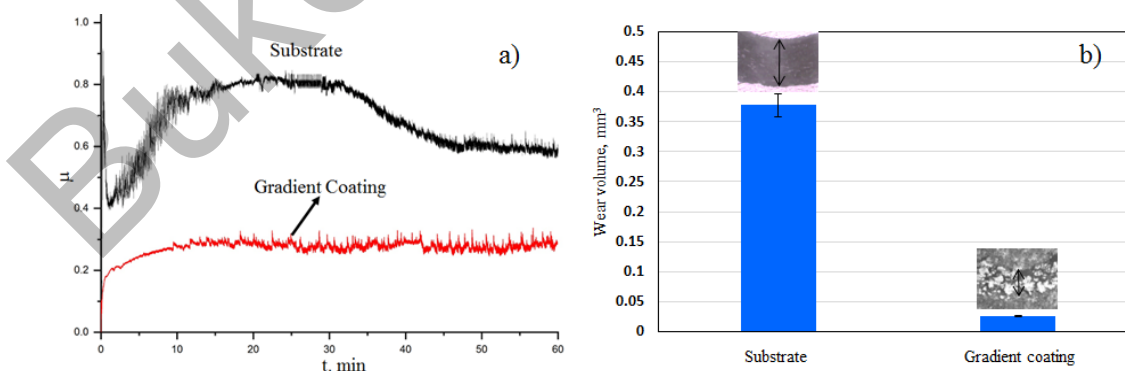 Buke
1.0
0.8
0.6
0.4
0.2
0.0
μ
Substrate
a)
Gradient Coating
0
10
20
30
40
50
60
t, min
0.5
0.45
0.4
0.35
0.3
0.25
0.2
0.15
0.1
0.05
0
Wear volume, mm³
b)
Substrate
Gradient coating